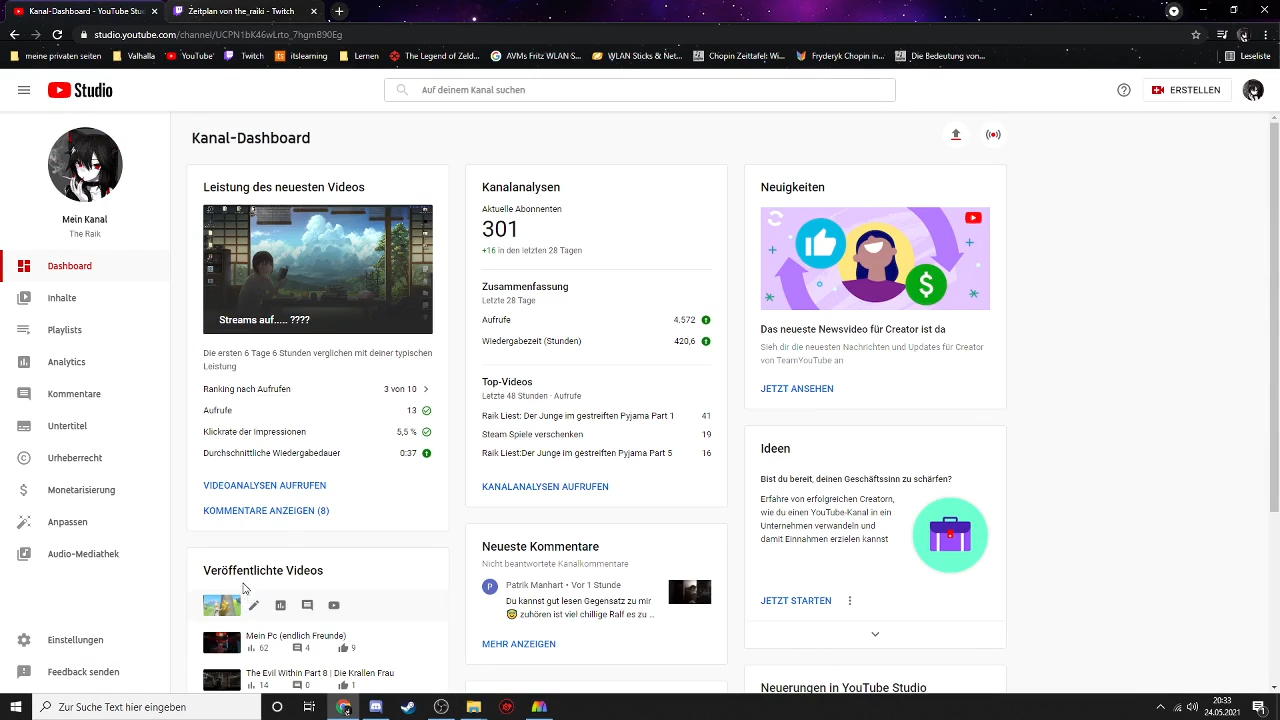 Kanal-Dashboard - YouTube St
Zeitplan - Twitch
studio.youtube.com/channel/UCPN1bK46wLrto_7hgmB90Eg
meine privaten seiten
Valhalla
YouTube'
Twitch
itslearning
Lernen
The Legend of Zeld...
AVMs Fritz WLAN S...
WLAN Sticks & Net...
Chopin Zeittafel Wi...
Fryderyk Chopin in...
Die Bedeutung von...
Leseliste
Studio
Auf deinem Kanal suchen
ERSTELLEN
Mein Kanal
The Raik
Dashboard
Inhalte
Playlists
Analytics
Kommentare
Untertitel
Urheberrecht
Monetarisierung
Anpassen
Audio-Mediathek
Einstellungen
Feedback senden
Kanal-Dashboard
Leistung des neuesten Videos
Streams auf..... ????
Die ersten 6 Tage 6 Stunden verglichen mit deiner typischen
Leistung
Ranking nach Aufrufen 3 von 10
Aufrufe 13
Klickrate der Impressionen 5,5 %
Durchschnittliche Wiedergabedauer 0:37
VIDEOANALYSEN AUFRUFEN
KOMMENTARE ANZEIGEN (8)
Veröffentlichte Videos
Mein Pc (endlich Freunde)
62 4 9
The Evil Within Part 8 | Die Krallen Frau
14 0 1
Kanalanalysen
Aktuelle Abonnenten
301
+16 in den letzten 28 Tagen
Zusammenfassung
Letzte 28 Tage
Aufrufe 4.572
Wiedergabezeit (Stunden) 420,6
Top-Videos
Letzte 48 Stunden · Aufrufe
Raik Liest: Der Junge im gestreiften Pyjama Part 1 41
Steam Spiele verschenken 19
Raik Liest:Der Junge im gestreiften Pyjama Part 5 16
KANALANALYSEN AUFRUFEN
Neueste Kommentare
Nicht beantwortete Kanalkommentare
P
Patrik Manhart • Vor 1 Stunde
Du kannst gut lesen Gegensatz zu mir
zuhören ist viel chillige Ralf es zu ...
MEHR ANZEIGEN
Neuigkeiten
Das neueste Newsvideo für Creator ist da
Sieh dir die neuesten Nachrichten und Updates für Creator
von TeamYouTube an
JETZT ANSEHEN
Ideen
Bist du bereit, deinen Geschäftssinn zu schärfen?
Erfahre von erfolgreichen Creatorn,
wie du einen YouTube-Kanal in ein
Unternehmen verwandeln und
damit Einnahmen erzielen kannst
JETZT STARTEN
Neuerungen in YouTube Studio
Zur Suche Text hier eingeben
20:33
24.05.2021